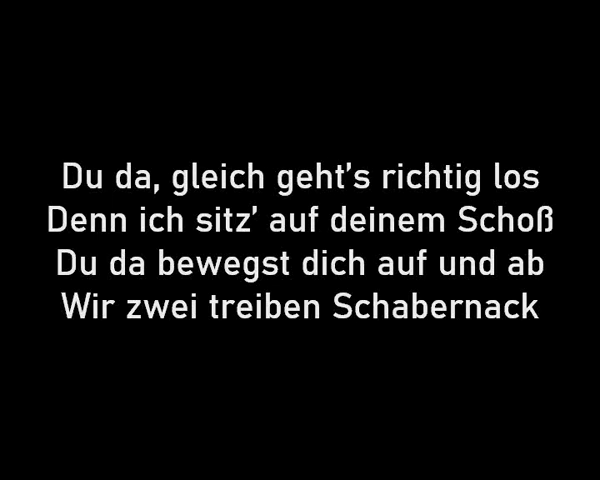 Du da, gleich geht’s richtig los
Denn ich sitz’ auf deinem Schoß
Du da bewegst dich auf und ab
Wir zwei treiben Schabernack